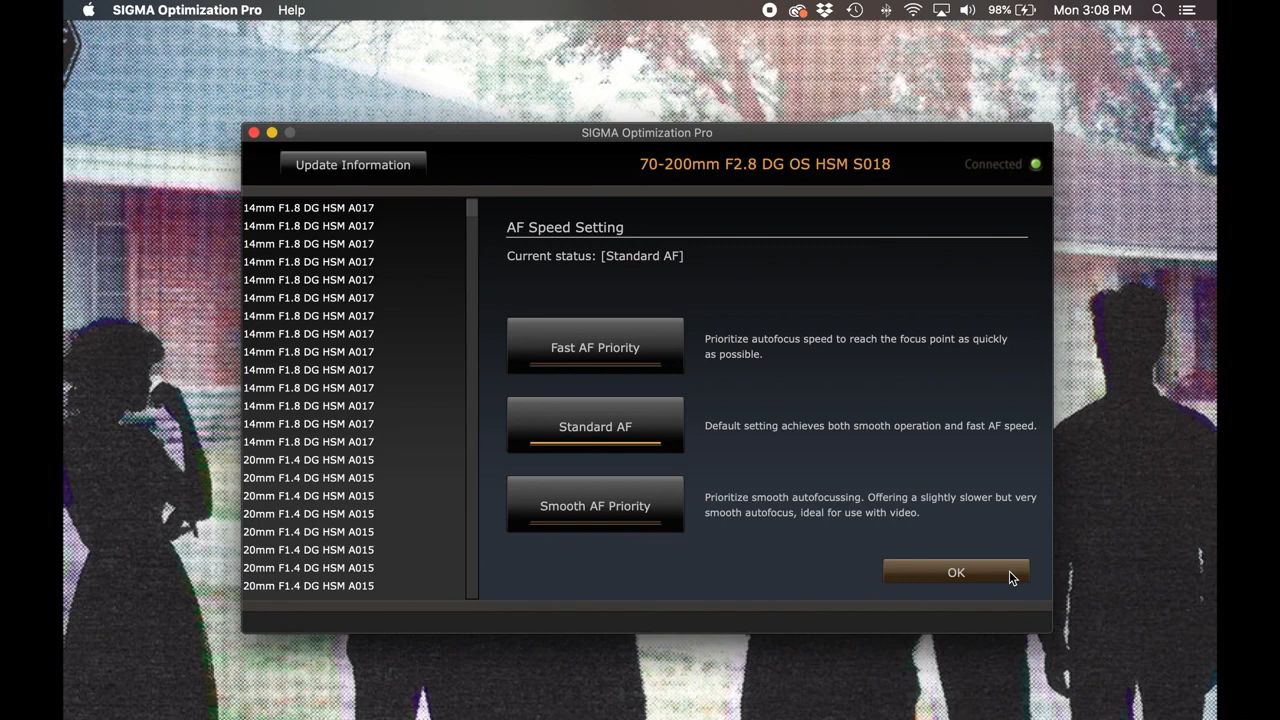 SIGMA Optimization Pro Help 98% Mon 3:08 PM
SIGMA Optimization Pro
Update Information
70-200mm F2.8 DG OS HSM S018
Connected
14mm F1.8 DG HSM A017
14mm F1.8 DG HSM A017
14mm F1.8 DG HSM A017
14mm F1.8 DG HSM A017
14mm F1.8 DG HSM A017
14mm F1.8 DG HSM A017
14mm F1.8 DG HSM A017
14mm F1.8 DG HSM A017
14mm F1.8 DG HSM A017
14mm F1.8 DG HSM A017
14mm F1.8 DG HSM A017
14mm F1.8 DG HSM A017
14mm F1.8 DG HSM A017
14mm F1.8 DG HSM A017
20mm F1.4 DG HSM A015
20mm F1.4 DG HSM A015
20mm F1.4 DG HSM A015
20mm F1.4 DG HSM A015
20mm F1.4 DG HSM A015
20mm F1.4 DG HSM A015
20mm F1.4 DG HSM A015
20mm F1.4 DG HSM A015
AF Speed Setting
Current status: [Standard AF]
Fast AF Priority
Prioritize autofocus speed to reach the focus point as quickly
as possible.
Standard AF
Default setting achieves both smooth operation and fast AF speed.
Smooth AF Priority
Prioritize smooth autofocussing. Offering a slightly slower but very
smooth autofocus, ideal for use with video.
OK